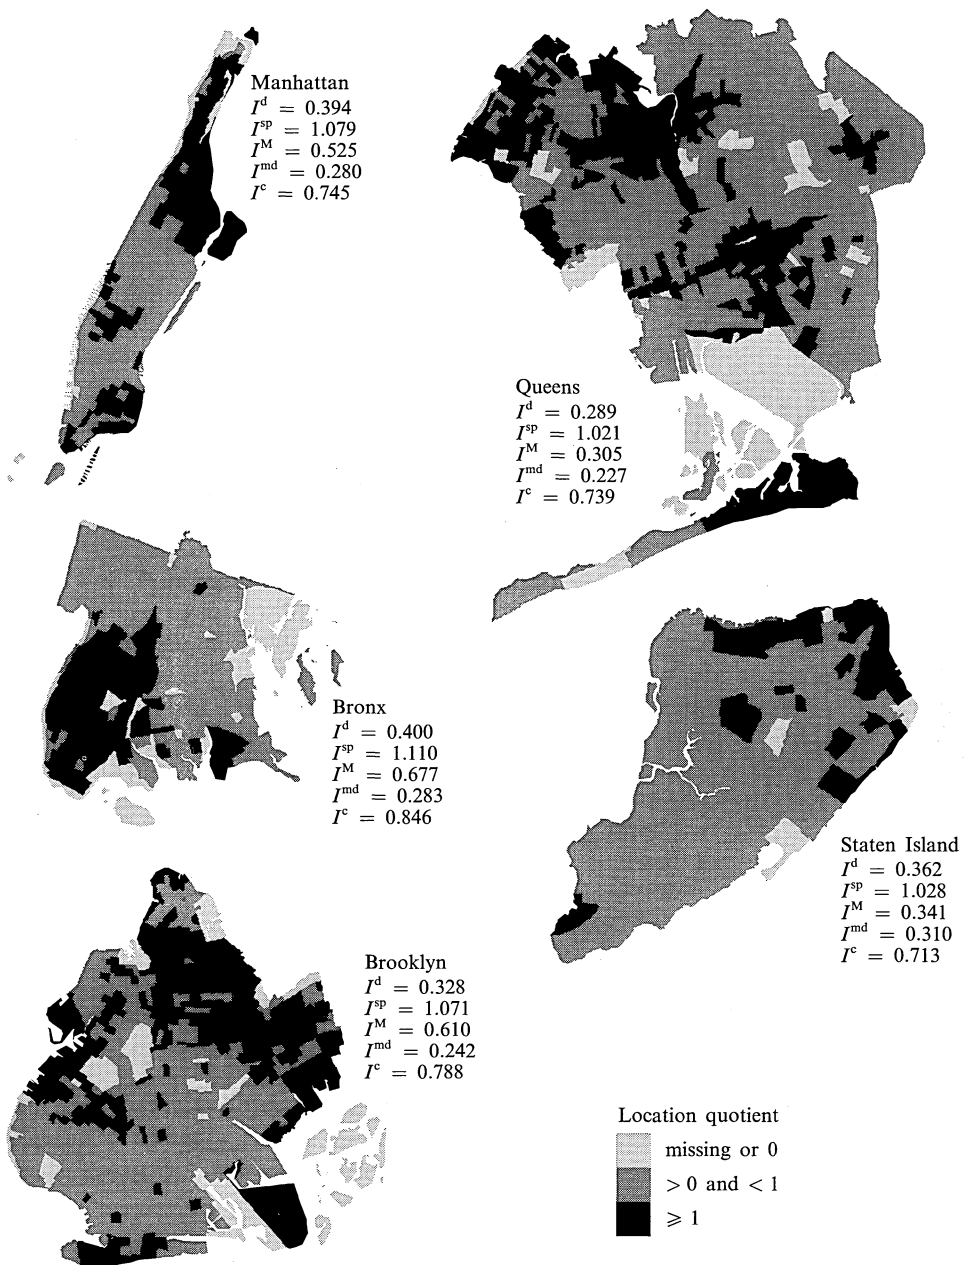 Manhattan
I^d = 0.394
I^sp = 1.079
I^M = 0.525
I^md = 0.280
I^c = 0.745
Queens
I^d = 0.289
I^sp = 1.021
I^M = 0.305
I^md = 0.227
I^c = 0.739
Bronx
I^d = 0.400
I^sp = 1.110
I^M = 0.677
I^md = 0.283
I^c = 0.846
Staten Island
I^d = 0.362
I^sp = 1.028
I^M = 0.341
I^md = 0.310
I^c = 0.713
Brooklyn
I^d = 0.328
I^sp = 1.071
I^M = 0.610
I^md = 0.242
I^c = 0.788
Location quotient
missing or 0
> 0 and < 1
⩾ 1